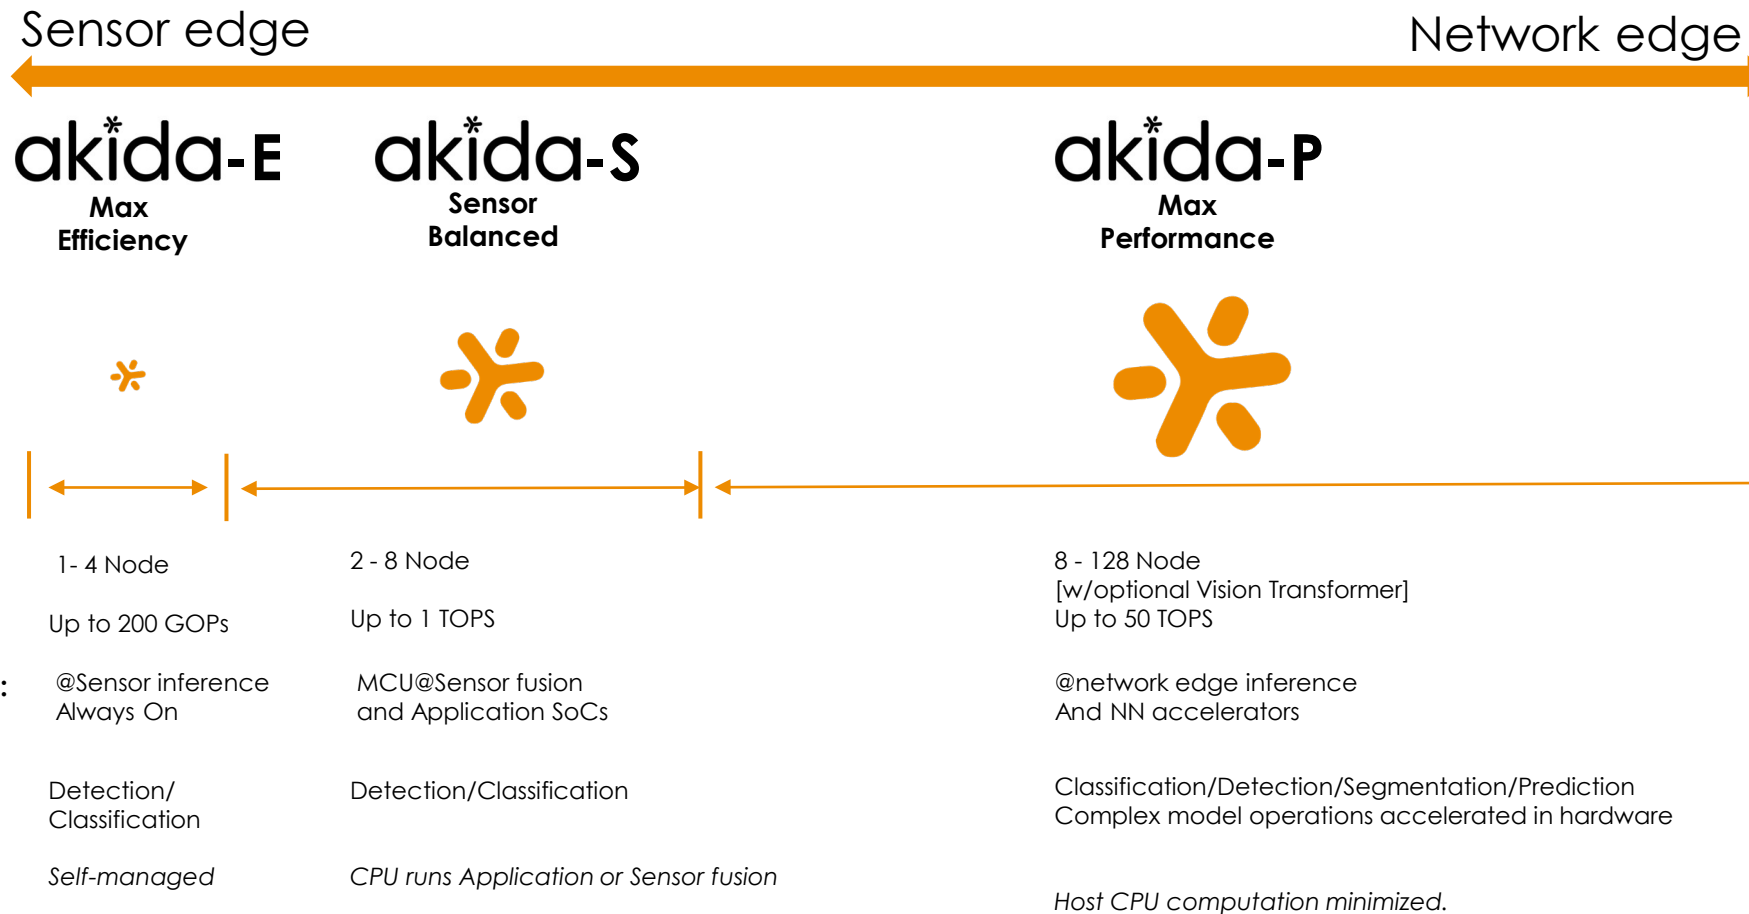 Sensor edge
Network edge
akida-E
Max
Efficiency
akida-S
Sensor
Balanced
akida-P
Max
Performance
1- 4 Node
Up to 200 GOPs
:
@Sensor inference
Always On
Detection/
Classification
Self-managed
2 - 8 Node
Up to 1 TOPS
MCU@Sensor fusion
and Application SoCs
Detection/Classification
CPU runs Application or Sensor fusion
8 - 128 Node
[w/optional Vision Transformer]
Up to 50 TOPS
@network edge inference
And NN accelerators
Classification/Detection/Segmentation/Prediction
Complex model operations accelerated in hardware
Host CPU computation minimized.